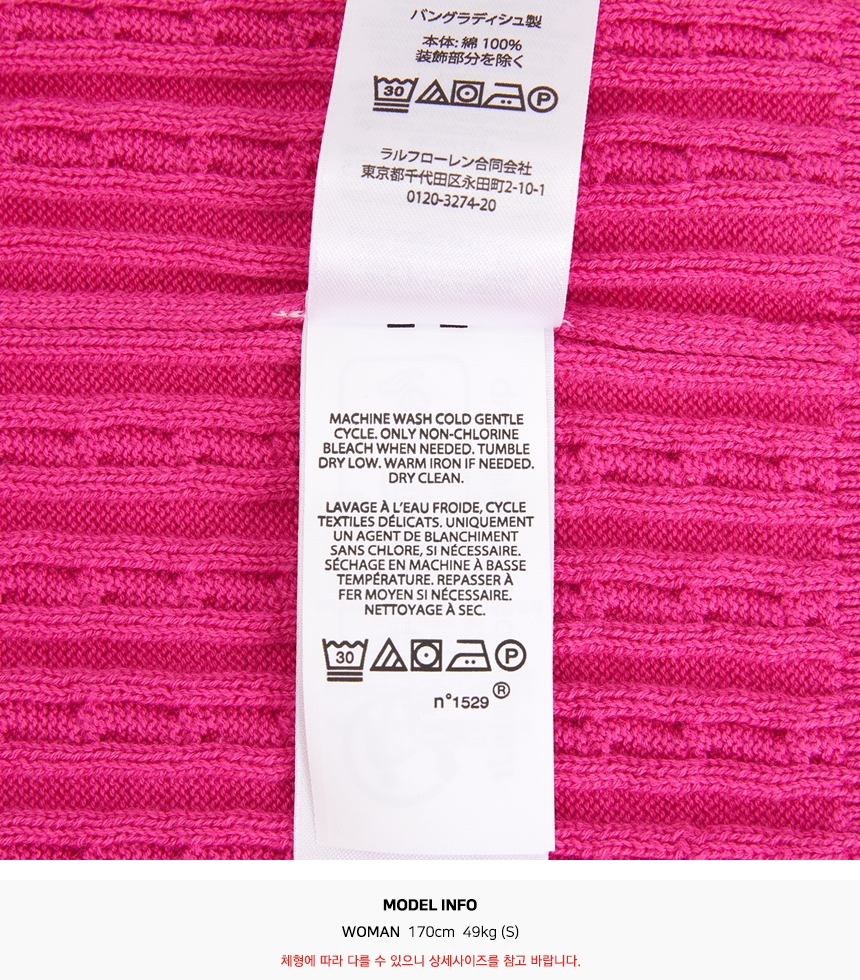 バングラディシュ製
本体: 綿 100%
装飾部分を除く
30 P
ラルフローレン合同会社
東京都千代田区永田町2-10-1
0120-3274-20
MACHINE WASH COLD GENTLE
CYCLE. ONLY NON-CHLORINE
BLEACH WHEN NEEDED. TUMBLE
DRY LOW. WARM IRON IF NEEDED.
DRY CLEAN.
LAVAGE À L'EAU FROIDE, CYCLE
TEXTILES DÉLICATS. UNIQUEMENT
UN AGENT DE BLANCHIMENT
SANS CHLORE, SI NÉCESSAIRE.
SÉCHAGE EN MACHINE À BASSE
TEMPÉRATURE. REPASSER À
FER MOYEN SI NÉCESSAIRE.
NETTOYAGE À SEC.
30 P
n°1529 ®
MODEL INFO
WOMAN 170cm 49kg (S)
체형에 따라 다를 수 있으니 상세사이즈를 참고 바랍니다.